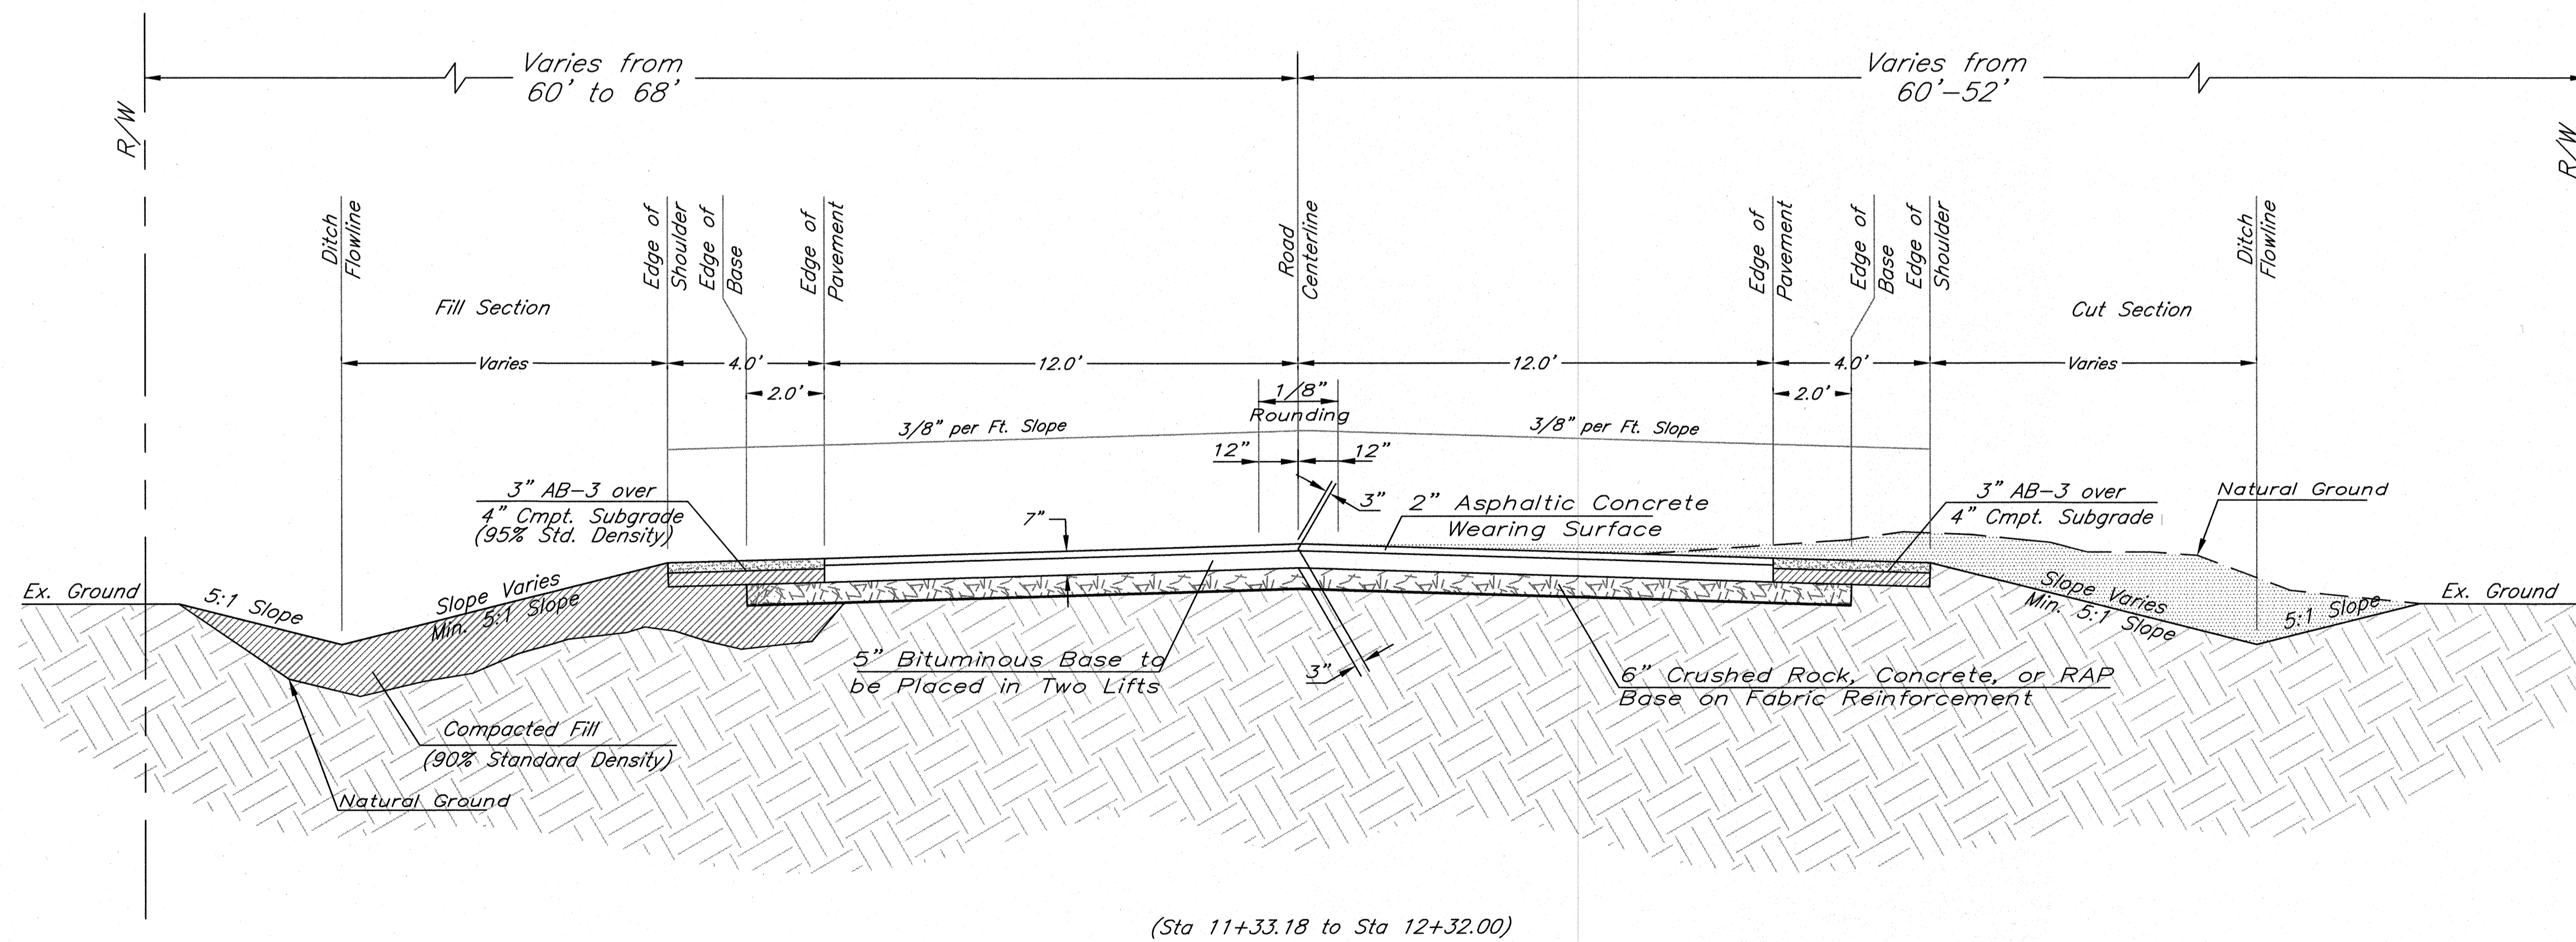 Varies from
60' to 68'
Varies from
60'-52'
R/W
R/W
Ditch
Flowline
Edge of
Shoulder
Edge of
Base
Edge of
Pavement
Road
Centerline
Edge of
Pavement
Edge of
Base
Edge of
Shoulder
Ditch
Flowline
Fill Section
Cut Section
Varies
4.0'
12.0'
12.0'
4.0'
Varies
2.0'
1/8"
Rounding
2.0'
3/8" per Ft. Slope
3/8" per Ft. Slope
12"
12"
3" AB-3 over
4" Cmpt. Subgrade
(95% Std. Density)
7"
3"
2" Asphaltic Concrete
Wearing Surface
3" AB-3 over
4" Cmpt. Subgrade
Natural Ground
Ex. Ground
5:1 Slope
Slope Varies
Min. 5:1 Slope
Slope Varies
Min. 5:1 Slope
5:1 Slope
Ex. Ground
5" Bituminous Base to
be Placed in Two Lifts
3"
6" Crushed Rock, Concrete, or RAP
Base on Fabric Reinforcement
Compacted Fill
(90% Standard Density)
Natural Ground
(Sta 11+33.18 to Sta 12+32.00)